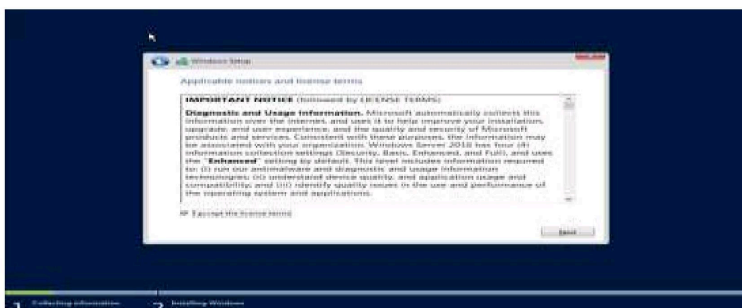 Windows Setup
Applicable notices and license terms
IMPORTANT NOTICE (followed by LICENSE TERMS)
Diagnostic and Usage Information. Microsoft automatically collects this
information over the internet, and uses it to help improve your installation,
upgrade, and user experience, and the quality and security of Microsoft
products and services. Consistent with these purposes, the information may
be associated with your organization. Windows Server 2016 has four (4)
information collection settings (Security, Basic, Enhanced, and Full), and uses
the "Enhanced" setting by default. This level includes information required
to: (i) run our antimalware and diagnostic and usage information
technologies; (ii) understand device quality, and application usage and
compatibility; and (iii) identify quality issues in the use and performance of
the operating system and applications.
I accept the license terms
Next
1 Collecting information 2 Installing Windows